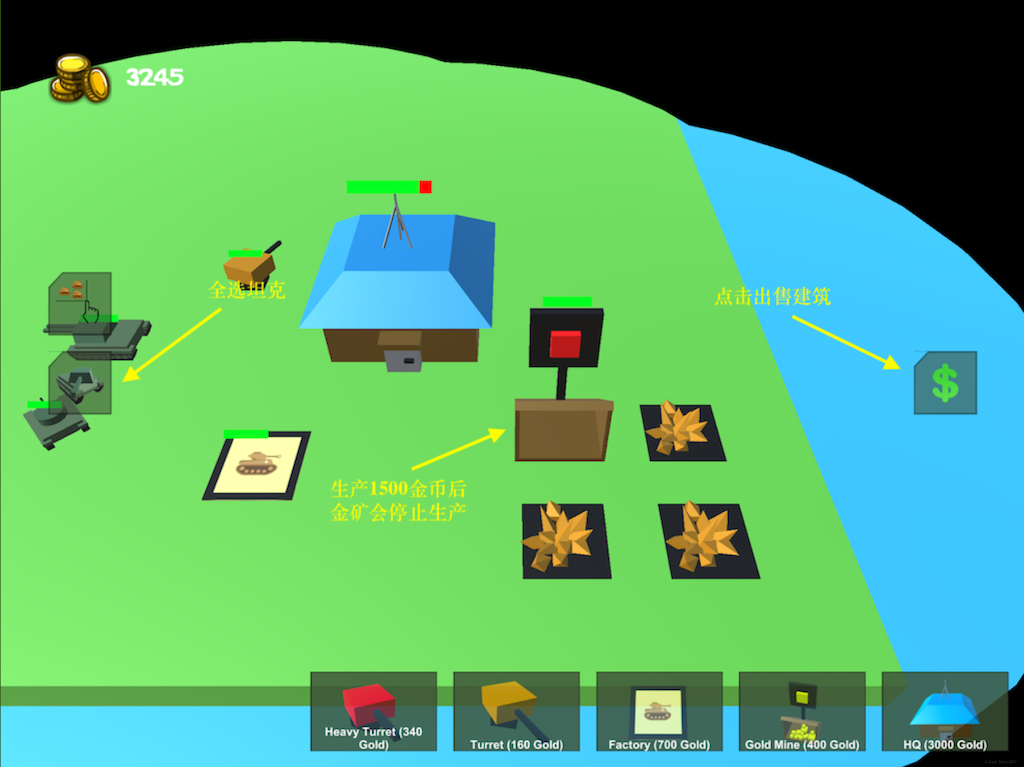 3245
全选坦克
点击出售建筑
生产1500金币后
金矿会停止生产
Heavy Turret (340
Gold)
Turret (160 Gold)
Factory (700 Gold)
Gold Mine (400 Gold)
HQ (3000 Gold)